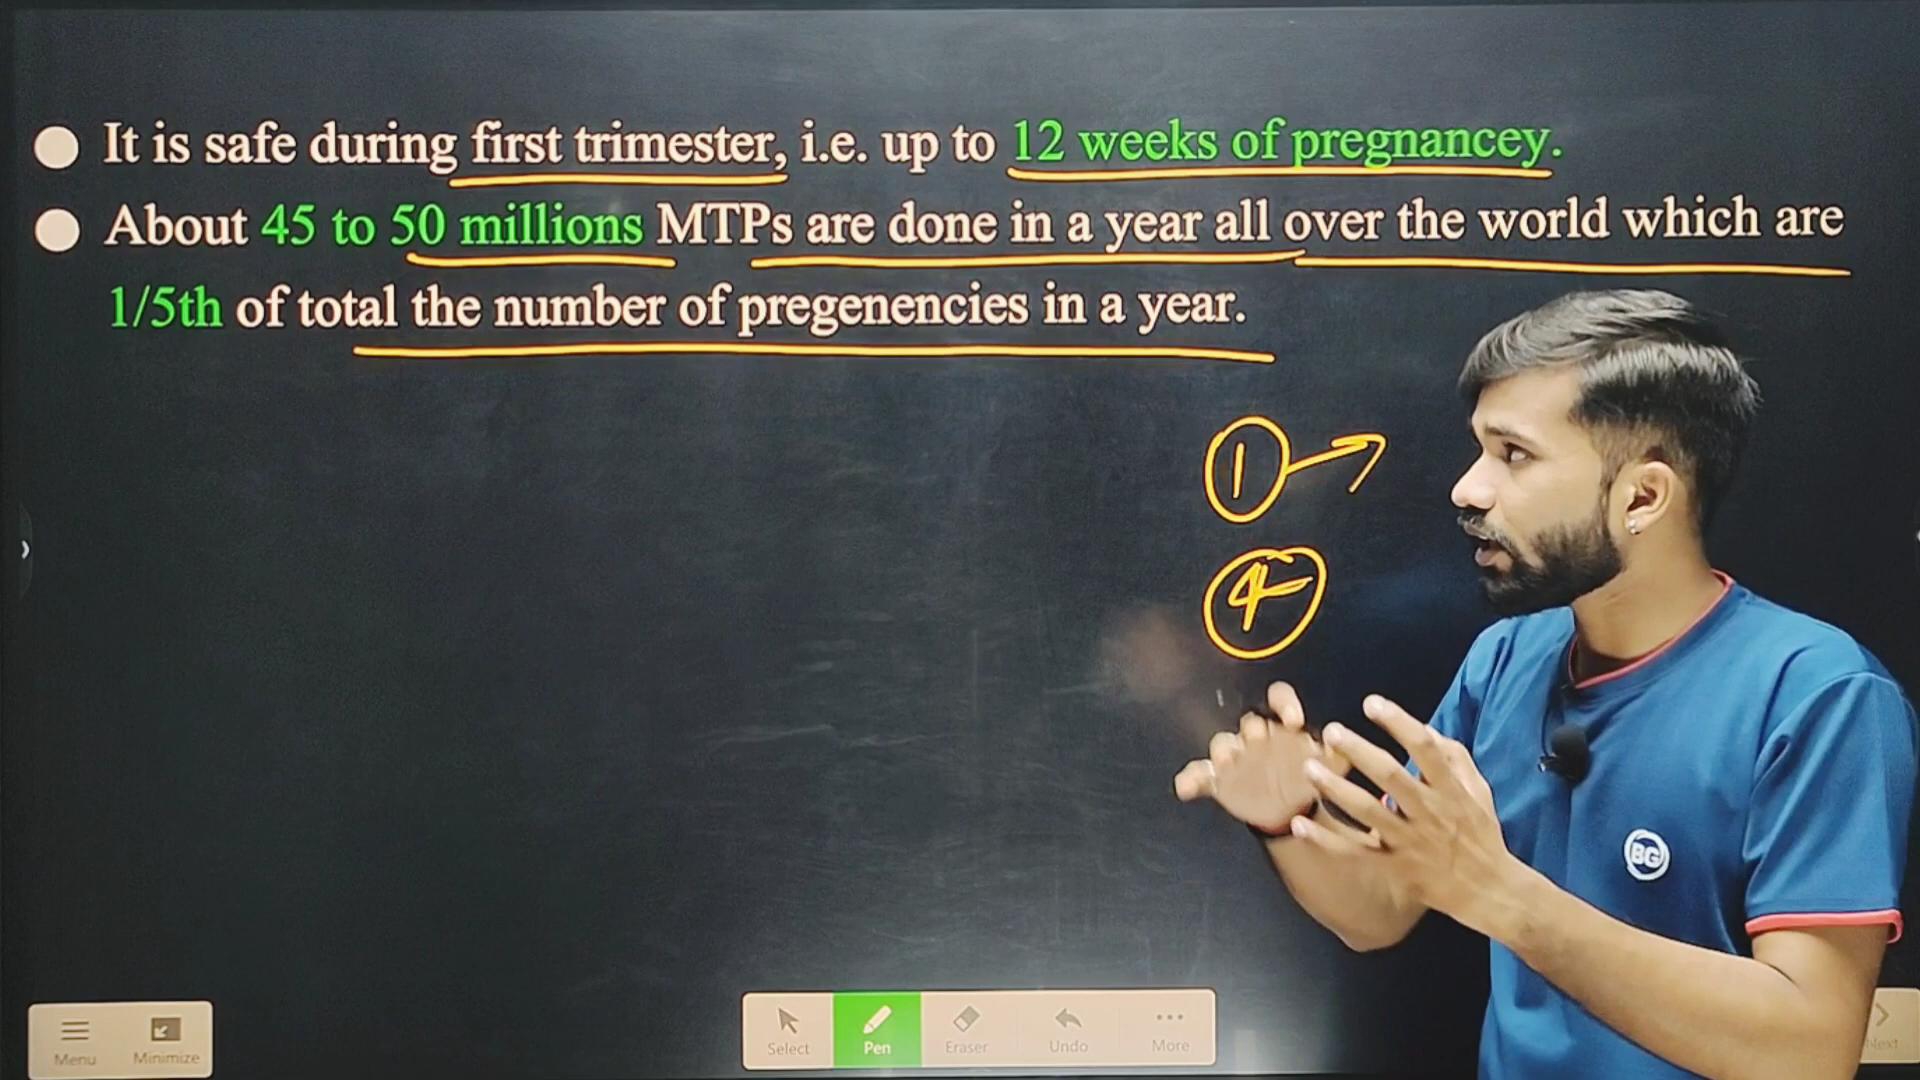 It is safe during first trimester, i.e. up to 12 weeks of pregnancey.
About 45 to 50 millions MTPs are done in a year all over the world which are
1/5th of total the number of pregenencies in a year.
1
4
BG
Menu
Minimize
Select
Pen
Eraser
Undo
More
Next